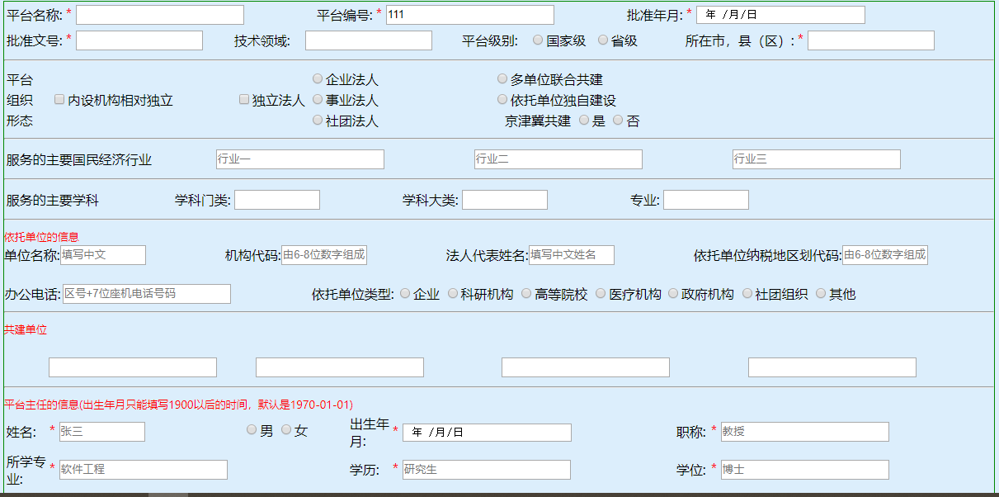 平台名称: * 平台编号: * 111 批准年月: * 年 /月/日
批准文号: * 技术领域: 平台级别: 国家级 省级 所在市，县（区）: *
平台 企业法人 多单位联合共建
组织 内设机构相对独立 独立法人 事业法人 依托单位独自建设
形态 社团法人 京津冀共建 是 否
服务的主要国民经济行业 行业一 行业二 行业三
服务的主要学科 学科门类: 学科大类: 专业:
依托单位的信息
单位名称: 填写中文 机构代码: 由6-8位数字组成 法人代表姓名: 填写中文姓名 依托单位纳税地区划代码: 由6-8位数字组成
办公电话: 区号+7位座机电话号码 依托单位类型: 企业 科研机构 高等院校 医疗机构 政府机构 社团组织 其他
共建单位
平台主任的信息(出生年月只能填写1900以后的时间，默认是1970-01-01)
姓名: * 张三 男 女 出生年月: * 年 /月/日 职称: * 教授
所学专业: * 软件工程 学历: * 研究生 学位: * 博士